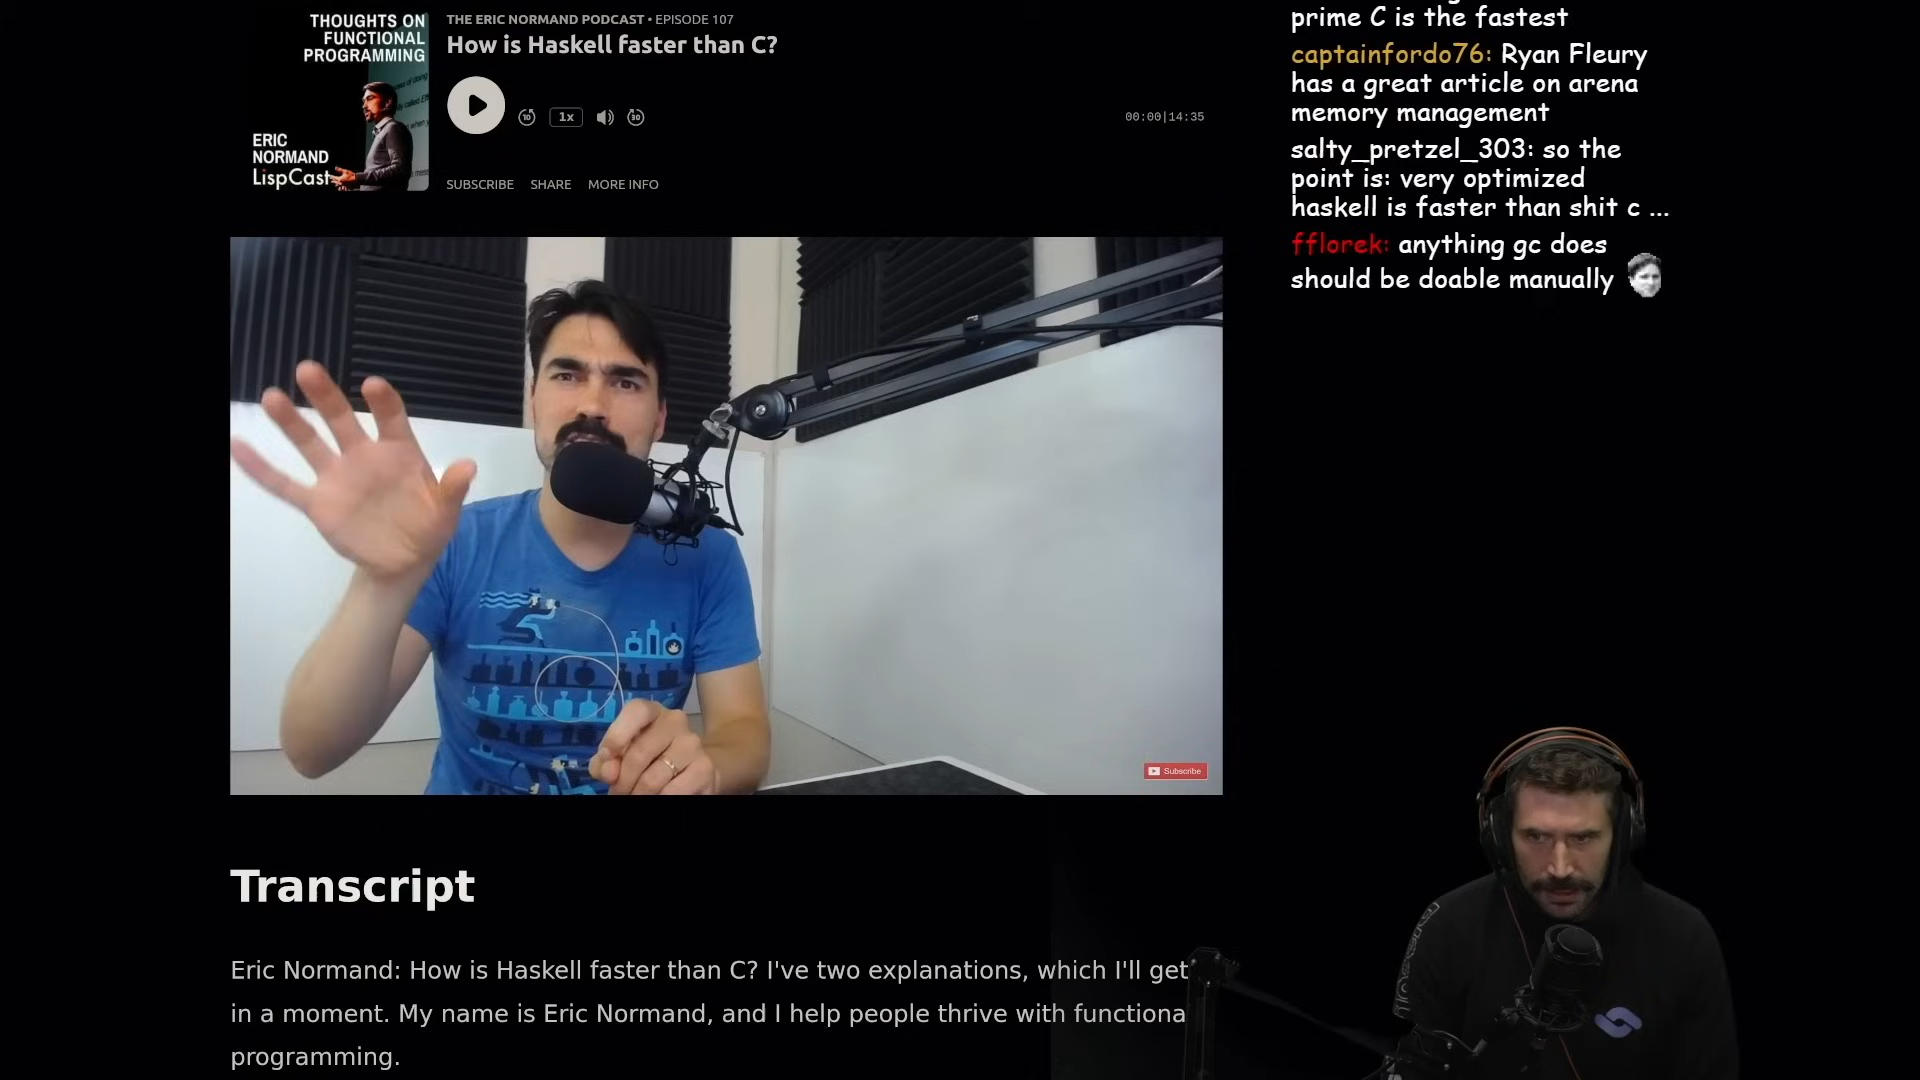 THOUGHTS ON
FUNCTIONAL
PROGRAMMING
ERIC
NORMAND
LispCast
THE ERIC NORMAND PODCAST • EPISODE 107
How is Haskell faster than C?
10
1x
30
00:00|14:35
SUBSCRIBE SHARE MORE INFO
Subscribe
Transcript
Eric Normand: How is Haskell faster than C? I've two explanations, which I'll get
in a moment. My name is Eric Normand, and I help people thrive with functiona
programming.
prime C is the fastest
captainfordo76: Ryan Fleury
has a great article on arena
memory management
salty_pretzel_303: so the
point is: very optimized
haskell is faster than shit c ...
fflorek: anything gc does
should be doable manually